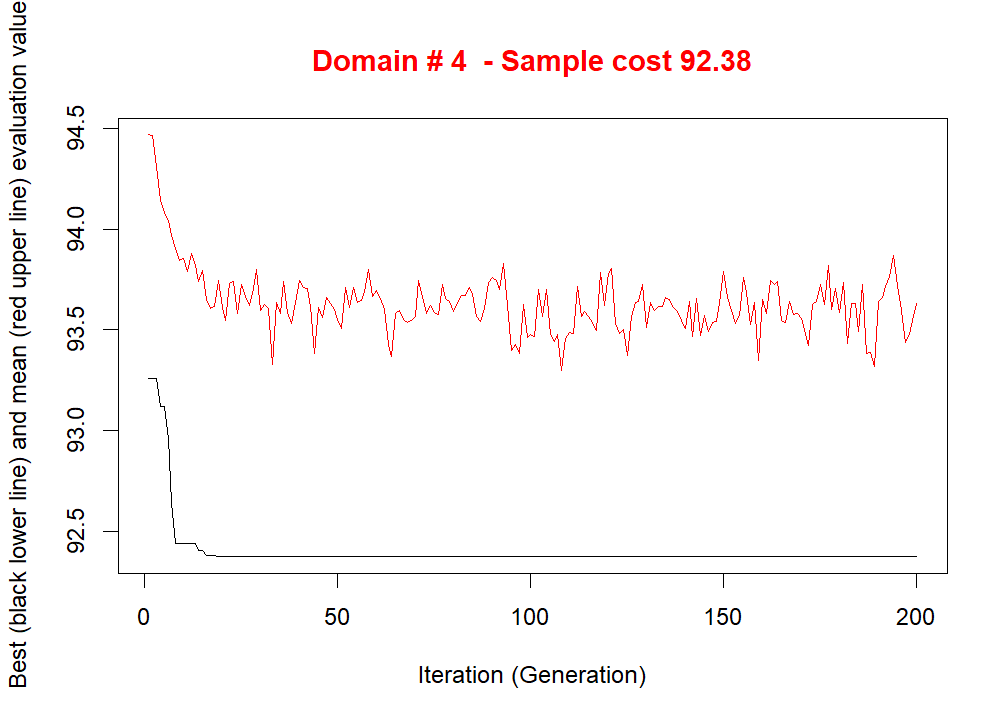 Domain # 4  - Sample cost 92.38
Best (black lower line) and mean (red upper line) evaluation value
94.5
94.0
93.5
93.0
92.5
0 50 100 150 200
Iteration (Generation)